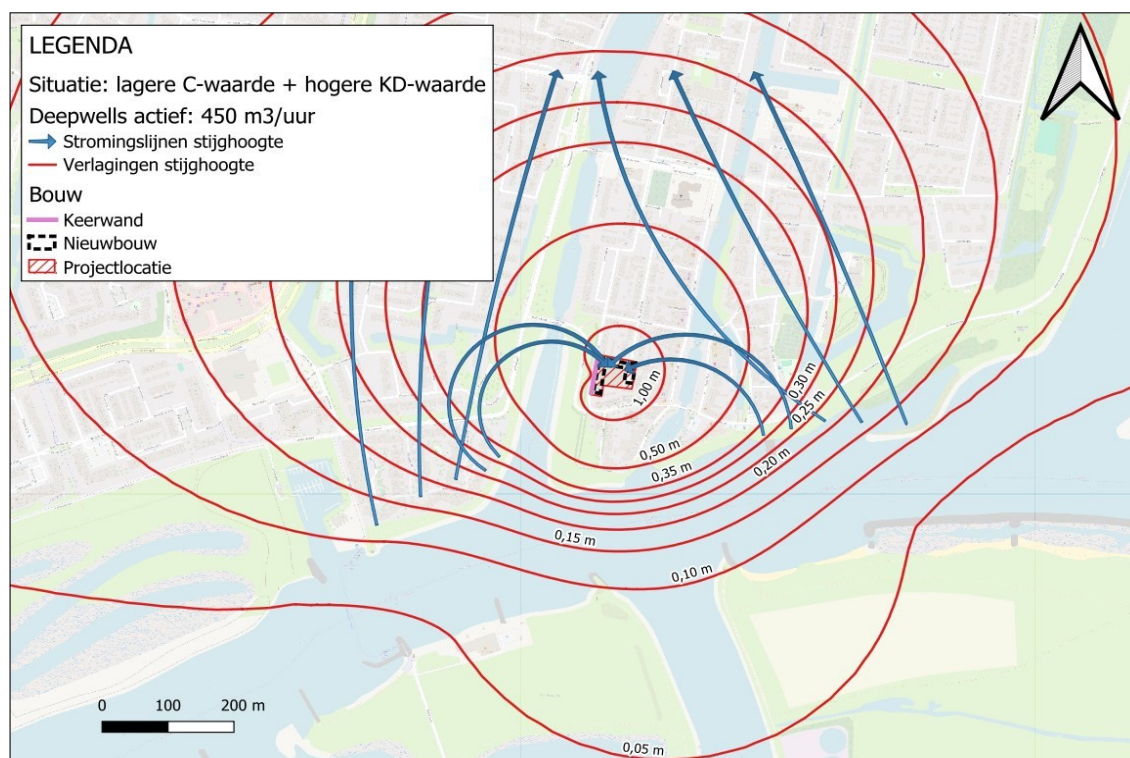 LEGENDA
Situatie: lagere C-waarde + hogere KD-waarde
Deepwells actief: 450 m3/uur
Stromingslijnen stijghoogte
Verlagingen stijghoogte
Bouw
Keerwand
Nieuwbouw
Projectlocatie
1,00 m
0,30 m
0,25 m
0,50 m
0,35 m
0,20 m
0,15 m
0,10 m
0 100 200 m
0,05 m